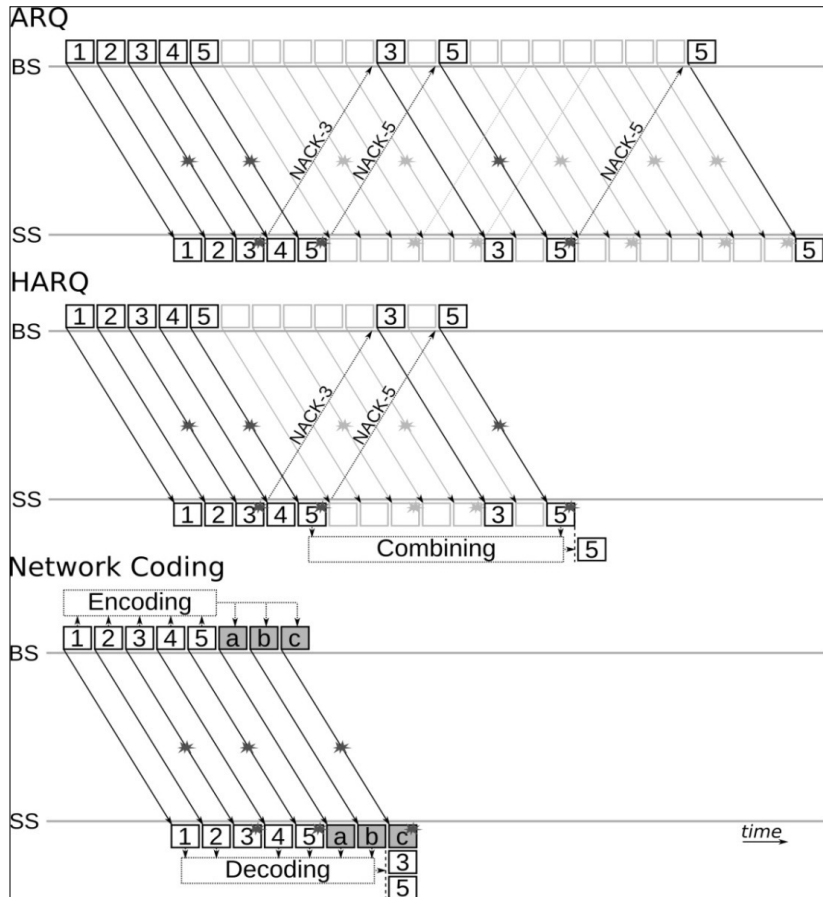 ARQ
1 2 3 4 5 3 5 5
BS
NACK-3 NACK-5 NACK-5
SS
1 2 3 4 5 3 5 5
HARQ
1 2 3 4 5 3 5
BS
NACK-3 NACK-5
SS
1 2 3 4 5 3 5
Combining 5
Network Coding
Encoding
1 2 3 4 5 a b c
BS
SS
1 2 3 4 5 a b c
time
Decoding 3
5